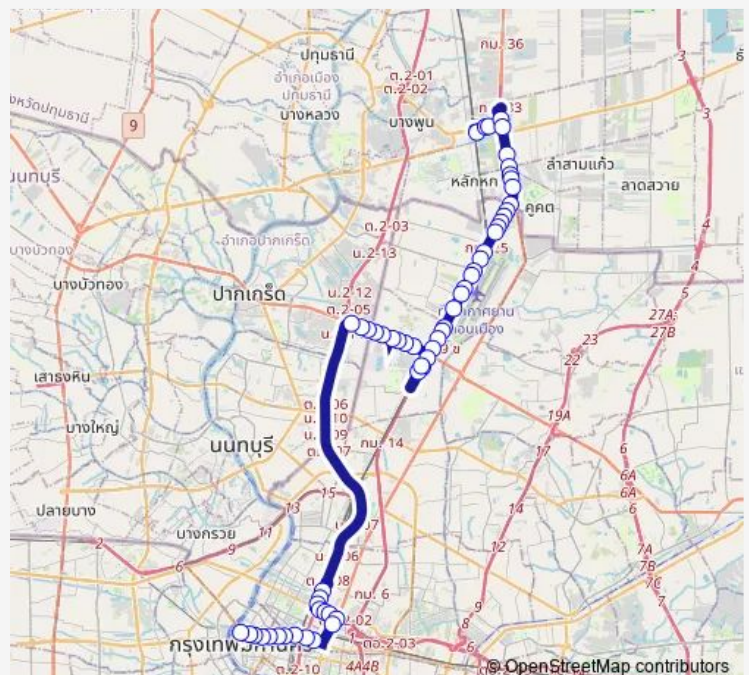 กม. 36
3
ปทุมธานี
อำเภอเมือง
ปทุมธานี
ต.2-01
ต.2-02
9
บางหลวง
บางพูน
3
หลักหก
ลำสามแก้ว
ลาดสวาย
คูคต
อำเภอปากเกร็ด
ต.2-03
น.2-13
4
4
บางบัวทอง
บางบัวทอง
ปากเกร็ด
น.2-12
ต.2-05
5
27A
27B
23
22
เสาธงหิน
19A
บางใหญ่
นนทบุรี
กม. 14
17
6
6A
6A
6
ปลายบาง
15
13
14
บางกรวย
11
9
6
2
12
7A
7B
7C
7
กม. 6
9
8
กรุงเทพมหานคร
6
ต.2-10
4A4B
© OpenStreetMap contributors